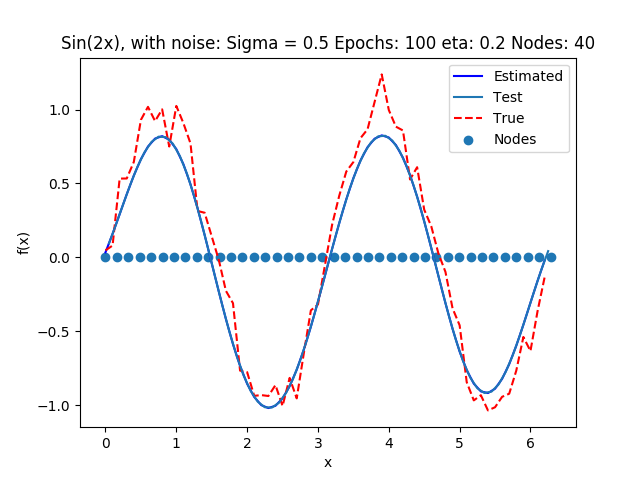 Sin(2x), with noise: Sigma = 0.5 Epochs: 100 eta: 0.2 Nodes: 40
Estimated
Test
True
Nodes
f(x)
1.0
0.5
0.0
−0.5
−1.0
0 1 2 3 4 5 6
x